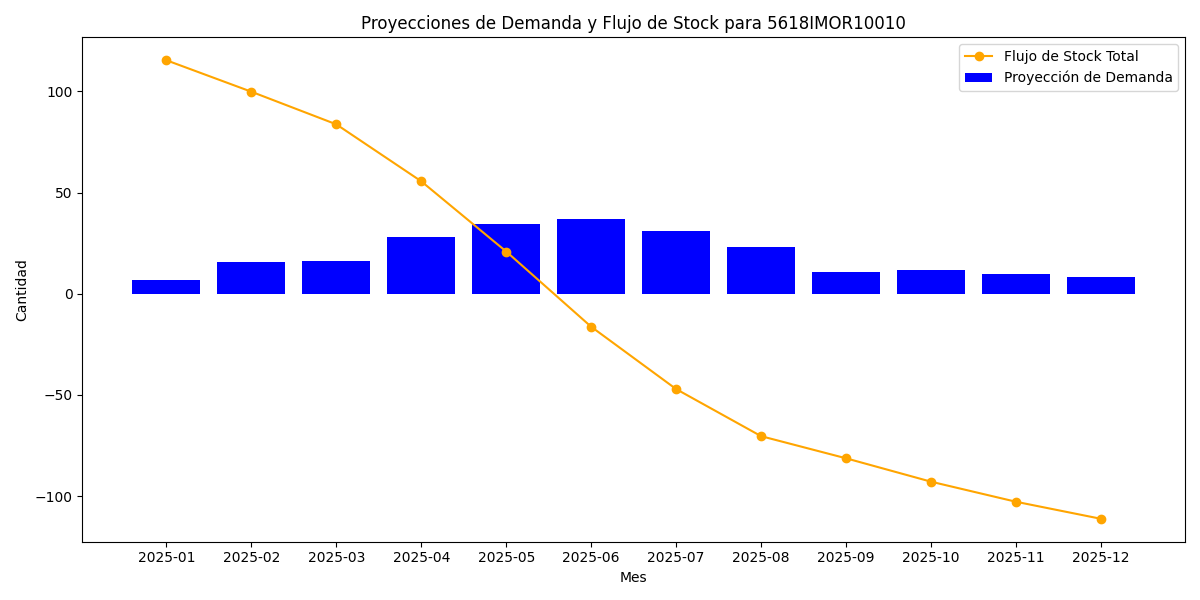 Proyecciones de Demanda y Flujo de Stock para 5618IMOR10010
Flujo de Stock Total
Proyección de Demanda
Cantidad
100
50
0
−50
−100
2025-01 2025-02 2025-03 2025-04 2025-05 2025-06 2025-07 2025-08 2025-09 2025-10 2025-11 2025-12
Mes